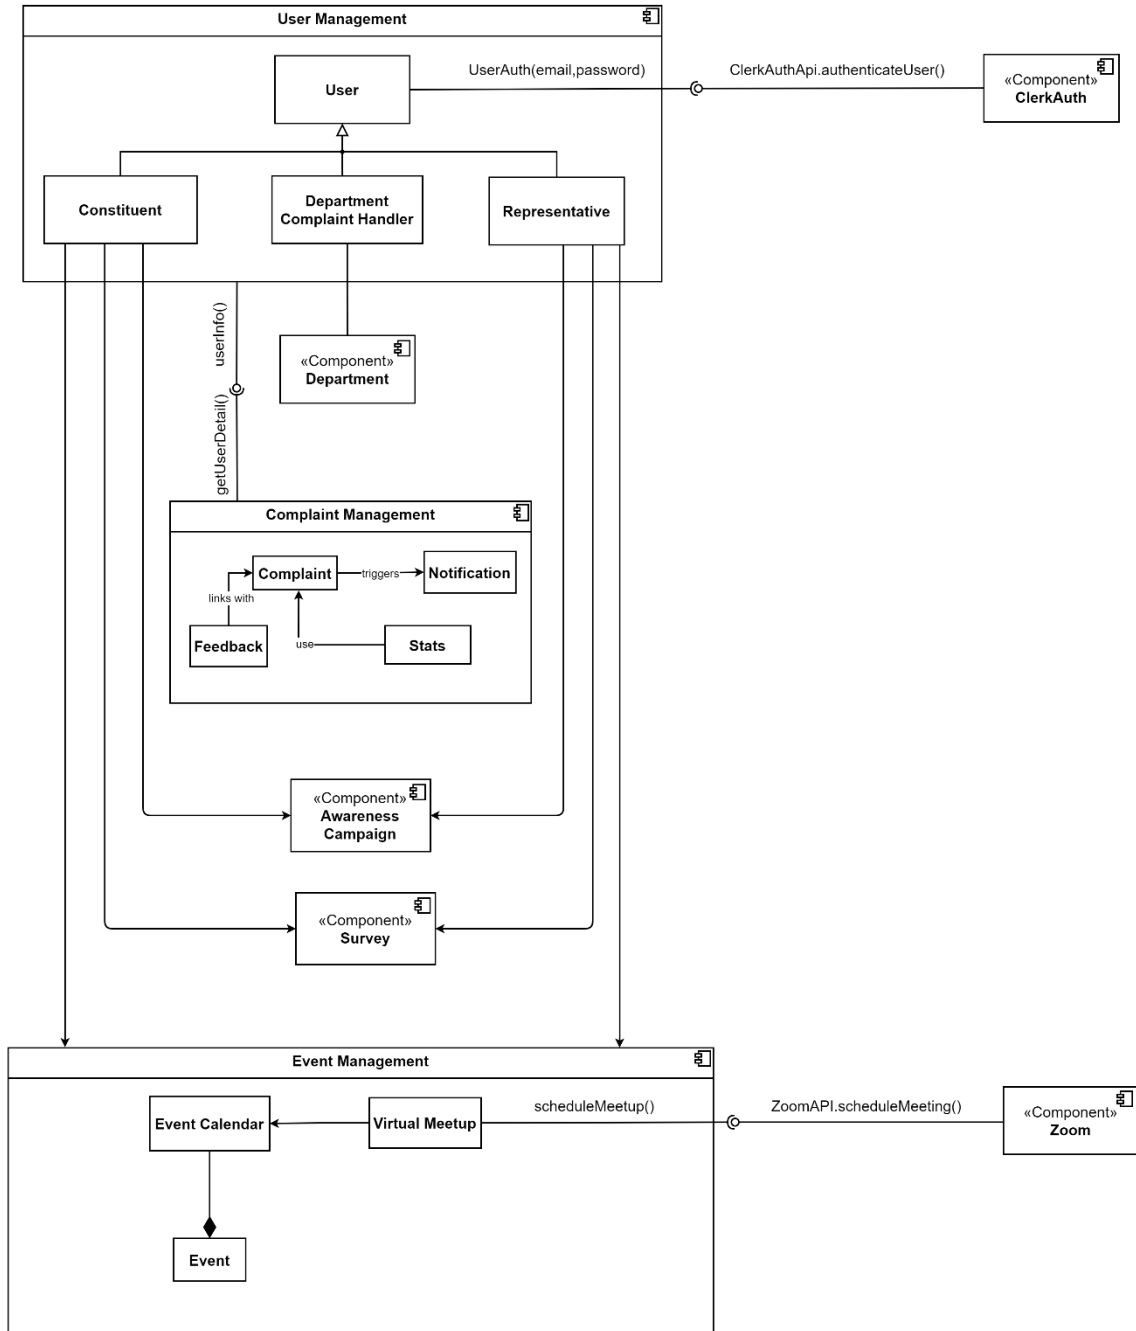 User Management
User
UserAuth(email,password)
ClerkAuthApi.authenticateUser()
«Component»
ClerkAuth
Constituent
Department
Complaint Handler
Representative
userInfo()
getUserDetail()
«Component»
Department
Complaint Management
Complaint
triggers
Notification
links with
Feedback
use
Stats
«Component»
Awareness
Campaign
«Component»
Survey
Event Management
Event Calendar
Virtual Meetup
scheduleMeetup()
ZoomAPI.scheduleMeeting()
«Component»
Zoom
Event